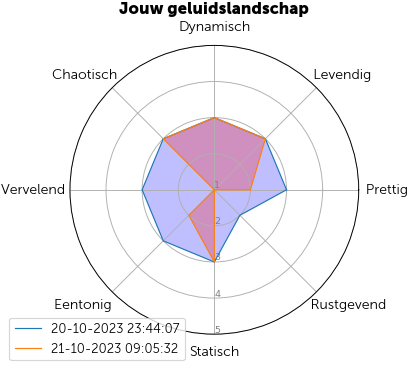 Jouw geluidslandschap
Dynamisch
Chaotisch
Levendig
Vervelend
1
Prettig
2
3
4
Eentonig
Rustgevend
5
20-10-2023 23:44:07
21-10-2023 09:05:32
Statisch